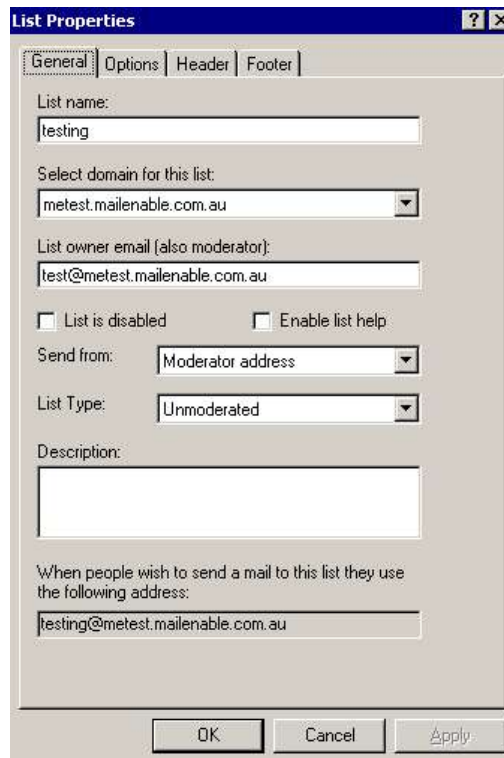 List Properties
General Options Header Footer
List name:
testing
Select domain for this list:
metest.mailenable.com.au
List owner email (also moderator):
test@metest.mailenable.com.au
List is disabled Enable list help
Send from: Moderator address
List Type: Unmoderated
Description:
When people wish to send a mail to this list they use
the following address:
testing@metest.mailenable.com.au
OK Cancel Apply